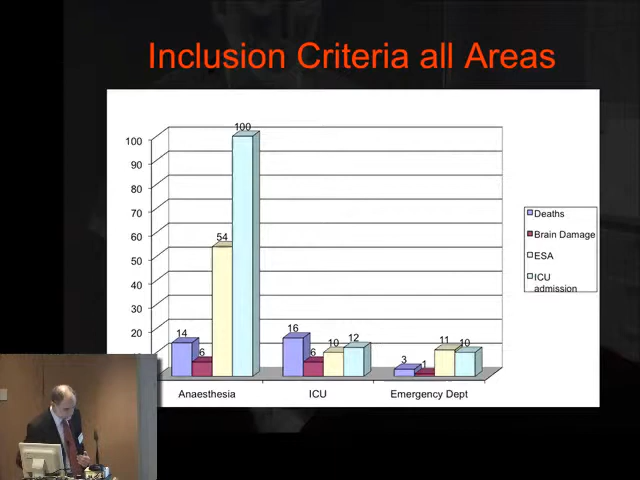 Inclusion Criteria all Areas
100
90
80
70
60
50
40
30
20
100
54
14
6
16
6
10
12
3
1
11
10
Anaesthesia
ICU
Emergency Dept
Deaths
Brain Damage
ESA
ICU
admission